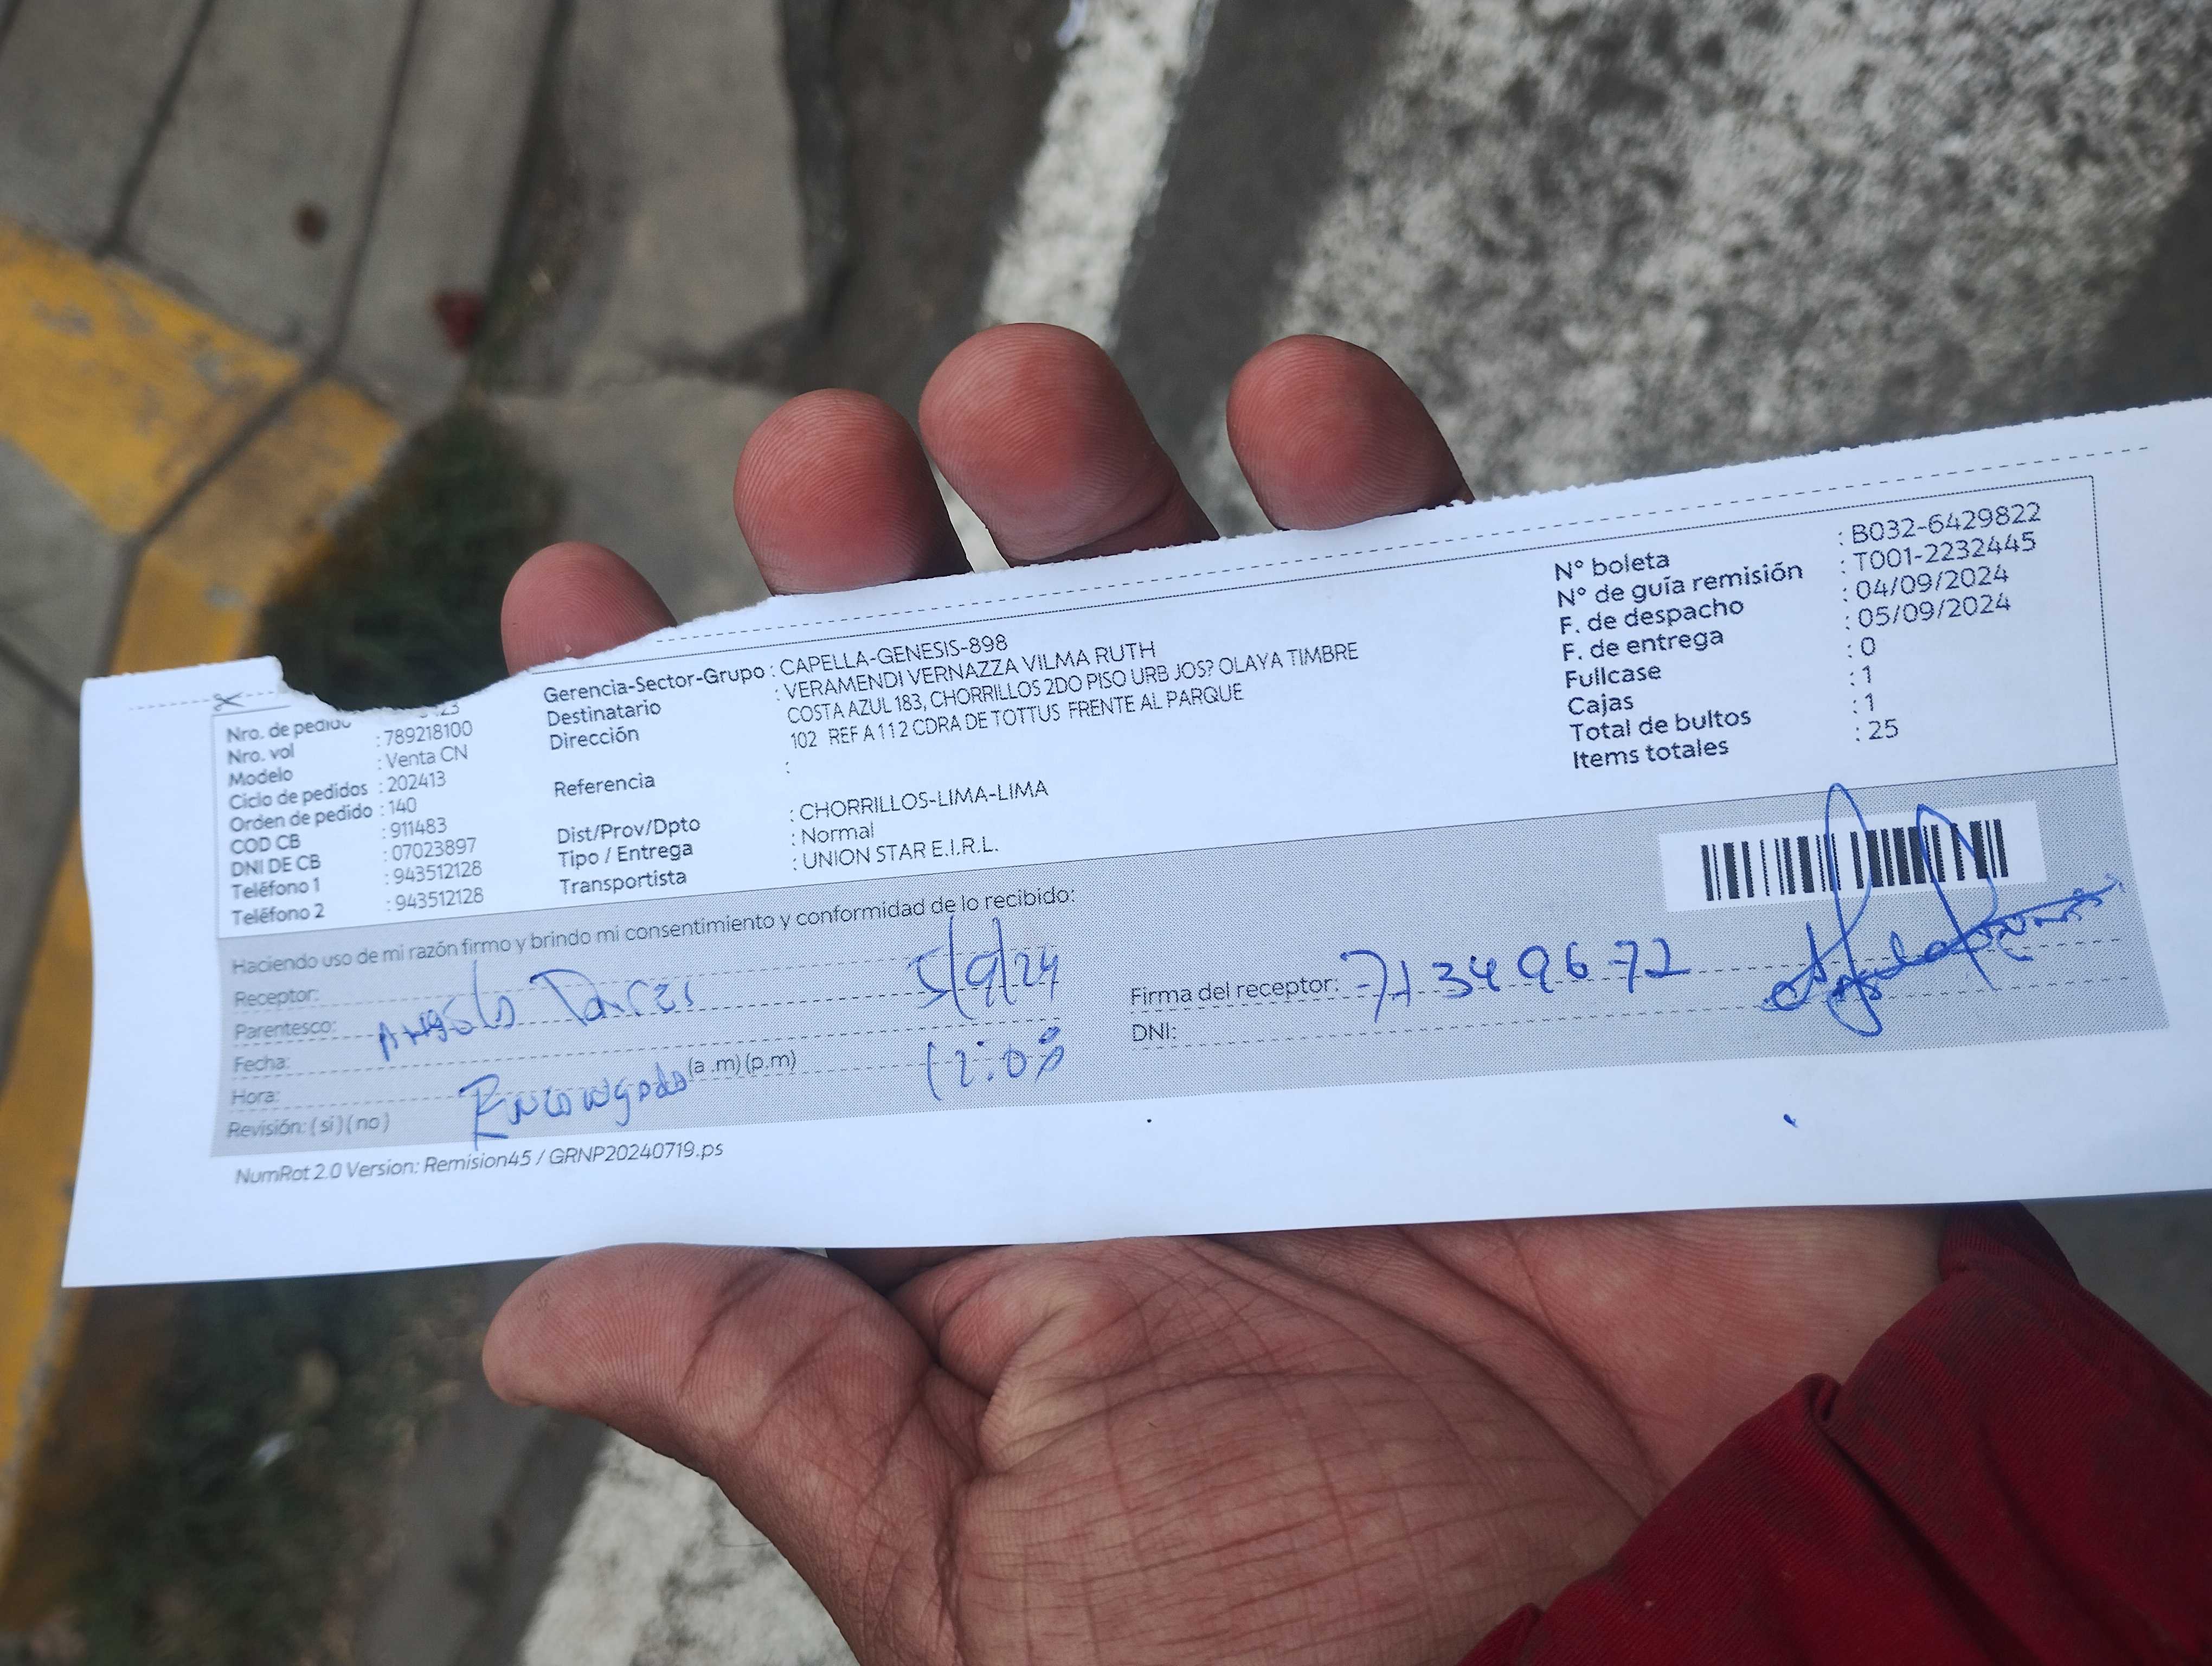 Nro. de pedido
Nro. vol : 789218100
Modelo : Venta CN
Ciclo de pedidos : 202413
Orden de pedido : 140
COD CB : 911483
DNI DE CB : 07023897
Teléfono 1 : 943512128
Teléfono 2 : 943512128
Gerencia-Sector-Grupo : CAPELLA-GENESIS-898
Destinatario : VERAMENDI VERNAZZA VILMA RUTH
Dirección COSTA AZUL 183, CHORRILLOS 2DO PISO URB JOS? OLAYA TIMBRE
102 REF A 1 12 CDRA DE TOTTUS FRENTE AL PARQUE
Referencia :
Dist/Prov/Dpto : CHORRILLOS-LIMA-LIMA
Tipo / Entrega : Normal
Transportista : UNION STAR E.I.R.L.
N° boleta : B032-6429822
N° de guía remisión : T001-2232445
F. de despacho : 04/09/2024
F. de entrega : 05/09/2024
Fullcase : 0
Cajas : 1
Total de bultos : 1
Items totales : 25
Haciendo uso de mi razón firmo y brindo mi consentimiento y conformidad de lo recibido:
Receptor:
Parentesco: 5/9/24
Fecha:
Hora: (a .m) (p.m) 12:08
Revisión: ( si ) ( no )
Firma del receptor: 71349672
DNI:
NumRot 2.0 Version: Remision45 / GRNP20240719.ps